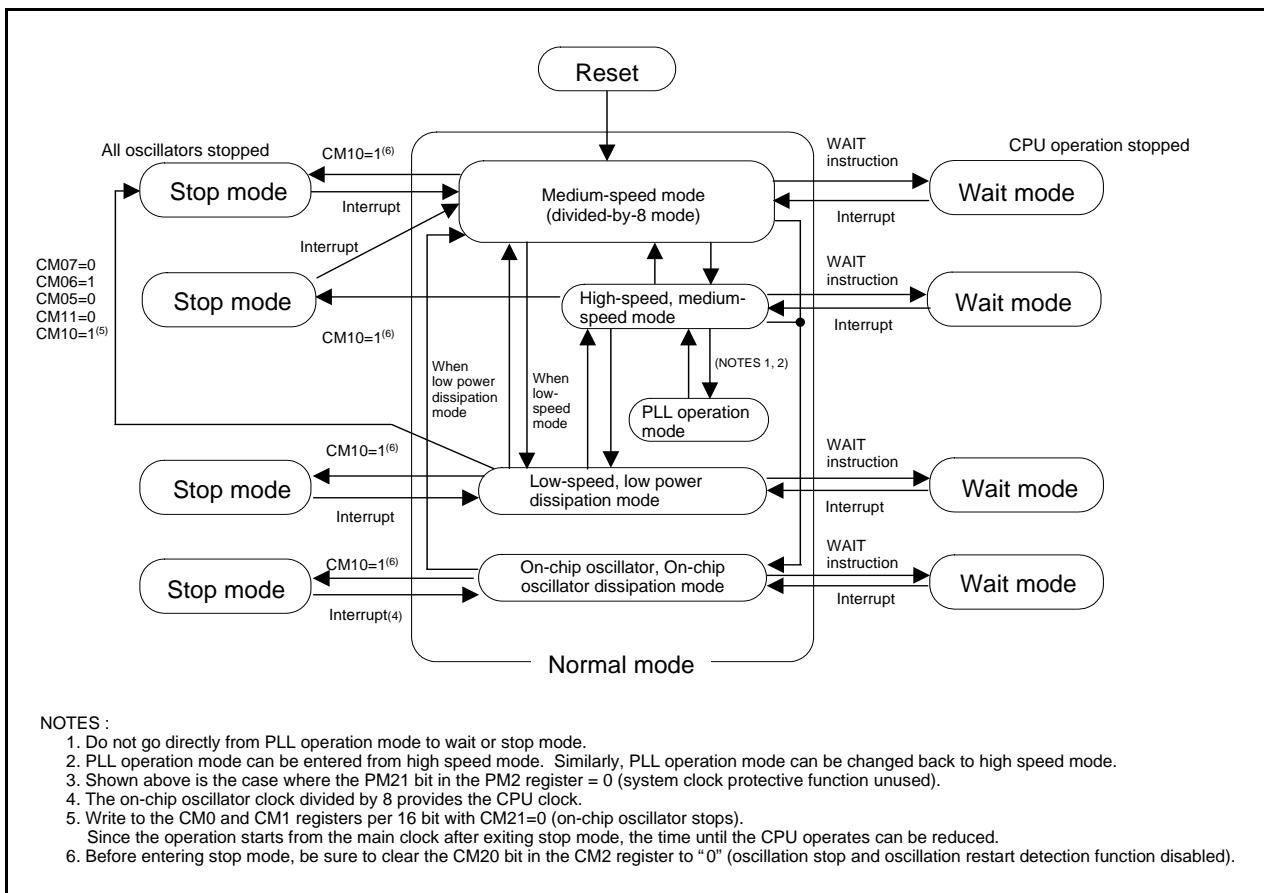 Reset
All oscillators stopped
CM10=1(6)
WAIT
instruction
CPU operation stopped
Stop mode
Interrupt
Medium-speed mode
(divided-by-8 mode)
Interrupt
Wait mode
Interrupt
CM07=0
CM06=1
CM05=0
CM11=0
CM10=1(5)
Stop mode
CM10=1(6)
High-speed, medium-
speed mode
WAIT
instruction
Interrupt
Wait mode
When
low power
dissipation
mode
When
low-
speed
mode
(NOTES 1, 2)
PLL operation
mode
CM10=1(6)
Stop mode
Interrupt
Low-speed, low power
dissipation mode
WAIT
instruction
Interrupt
Wait mode
CM10=1(6)
Stop mode
Interrupt(4)
On-chip oscillator, On-chip
oscillator dissipation mode
WAIT
instruction
Interrupt
Wait mode
Normal mode
NOTES :
1. Do not go directly from PLL operation mode to wait or stop mode.
2. PLL operation mode can be entered from high speed mode. Similarly, PLL operation mode can be changed back to high speed mode.
3. Shown above is the case where the PM21 bit in the PM2 register = 0 (system clock protective function unused).
4. The on-chip oscillator clock divided by 8 provides the CPU clock.
5. Write to the CM0 and CM1 registers per 16 bit with CM21=0 (on-chip oscillator stops).
Since the operation starts from the main clock after exiting stop mode, the time until the CPU operates can be reduced.
6. Before entering stop mode, be sure to clear the CM20 bit in the CM2 register to “0” (oscillation stop and oscillation restart detection function disabled).